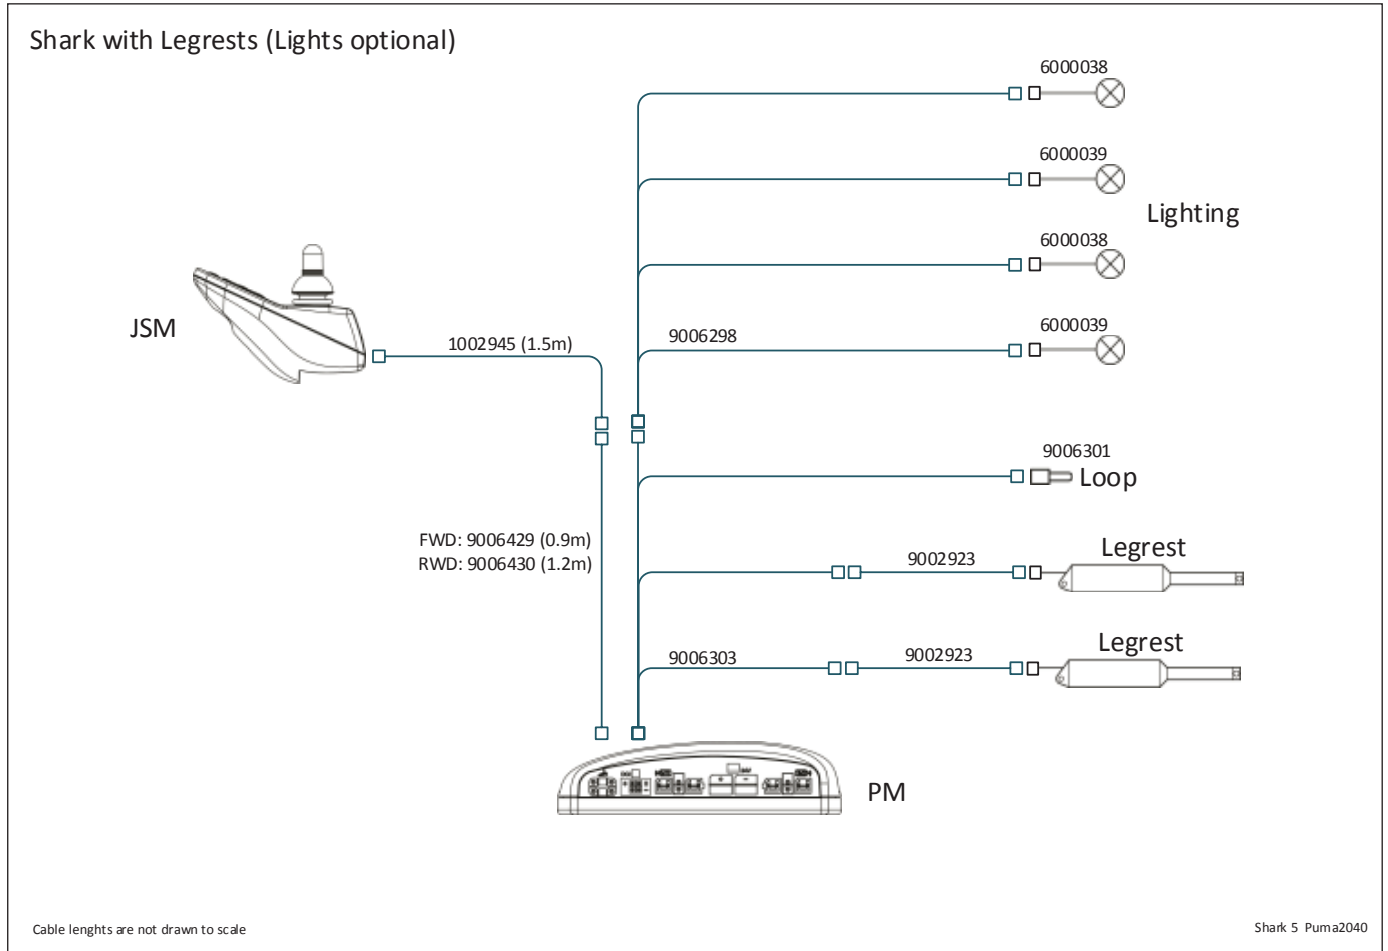 Shark with Legrests (Lights optional)
6000038
6000039
Lighting
6000038
6000039
JSM
1002945 (1.5m)
9006298
9006301
Loop
FWD: 9006429 (0.9m)
RWD: 9006430 (1.2m)
9002923
Legrest
9006303
9002923
Legrest
PM
Cable lenghts are not drawn to scale
Shark 5 Puma2040